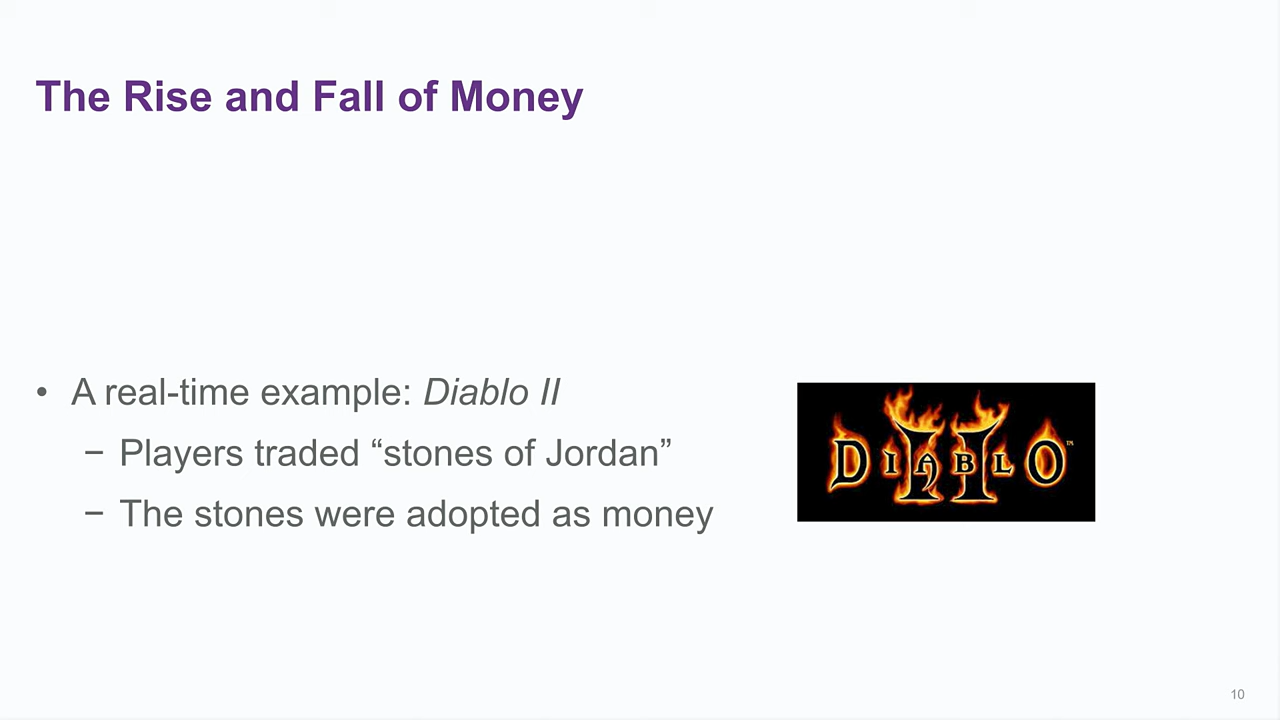 The Rise and Fall of Money
• A real-time example: Diablo II
− Players traded “stones of Jordan”
− The stones were adopted as money
DIABLO II™
10